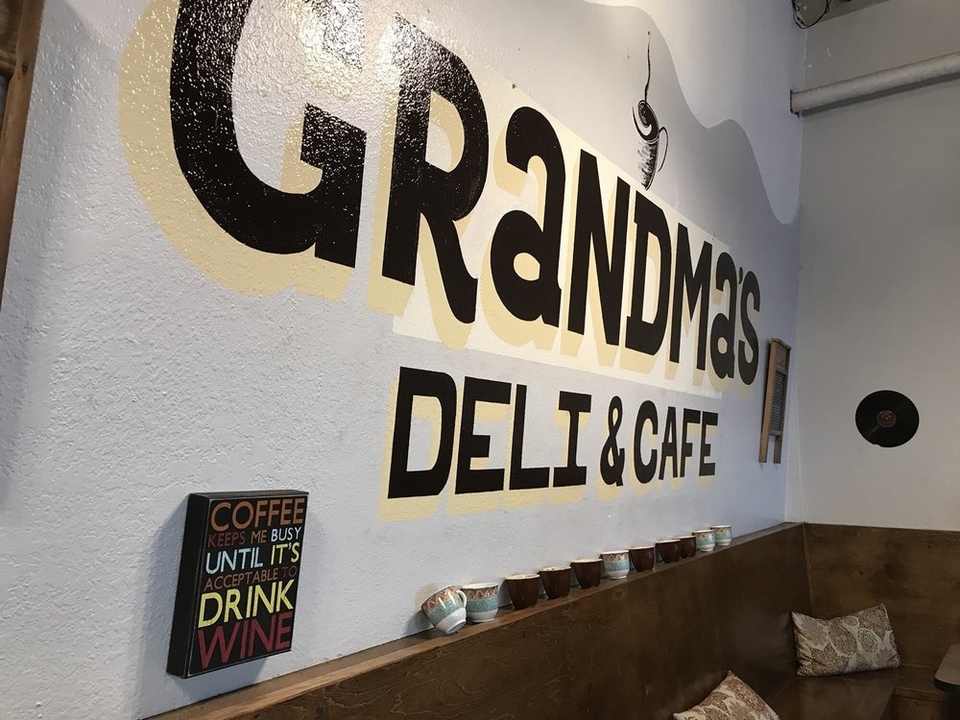 GRaNDMa's
DELI & CAFE
COFFEE
KEEPS ME BUSY
UNTIL IT'S
ACCEPTABLE TO
DRINK
WINE